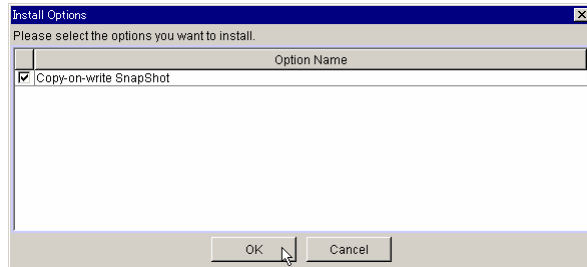 Install Options
Please select the options you want to install.
Option Name
Copy-on-write SnapShot
OK Cancel